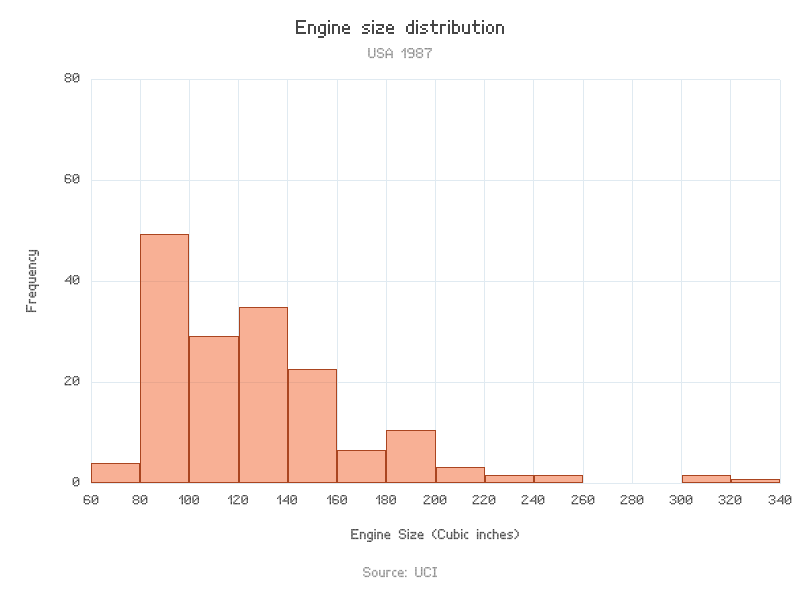 Engine size distribution
USA 1987
80
60
40
20
0
Frequency
60 80 100 120 140 160 180 200 220 240 260 280 300 320 340
Engine Size (Cubic inches)
Source: UCI